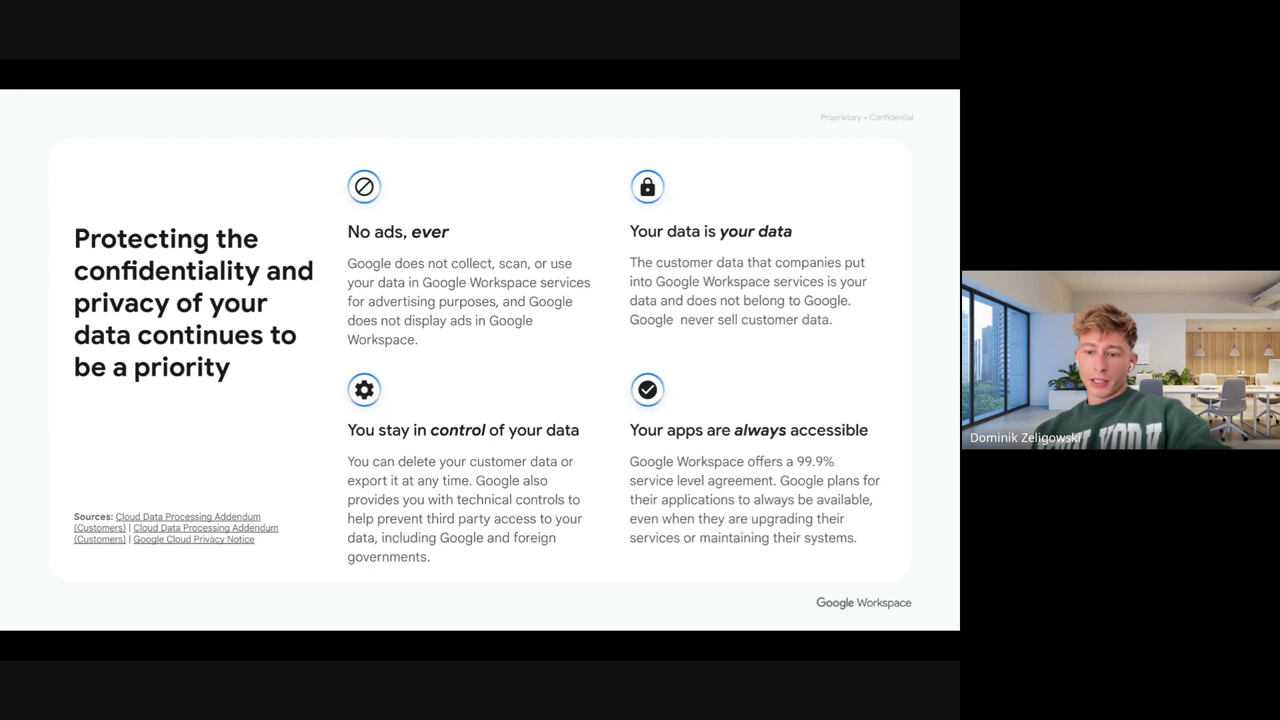 Proprietary + Confidential
Protecting the
confidentiality and
privacy of your
data continues to
be a priority
Sources: Cloud Data Processing Addendum
(Customers) | Cloud Data Processing Addendum
(Customers) | Google Cloud Privacy Notice
No ads, ever
Google does not collect, scan, or use
your data in Google Workspace services
for advertising purposes, and Google
does not display ads in Google
Workspace.
Your data is your data
The customer data that companies put
into Google Workspace services is your
data and does not belong to Google.
Google never sell customer data.
You stay in control of your data
You can delete your customer data or
export it at any time. Google also
provides you with technical controls to
help prevent third party access to your
data, including Google and foreign
governments.
Your apps are always accessible
Google Workspace offers a 99.9%
service level agreement. Google plans for
their applications to always be available,
even when they are upgrading their
services or maintaining their systems.
Google Workspace
Dominik Zeligowski